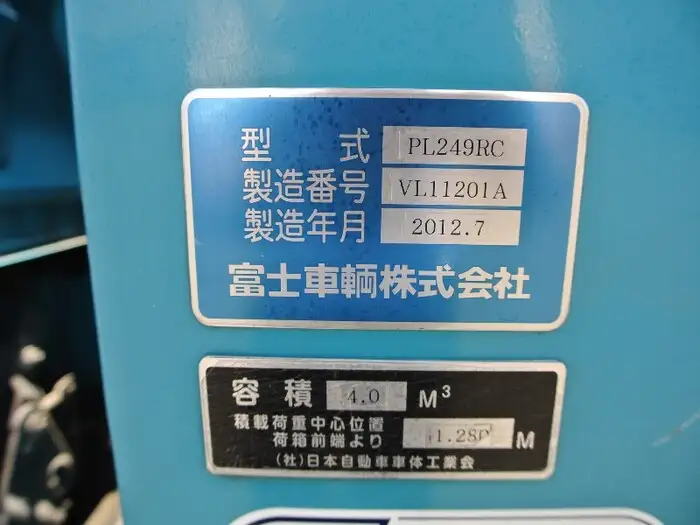 型式 PL249RC
製造番号 VL11201A
製造年月 2012.7
富士車輌株式会社
容積 4.0 M³
積載荷重中心位置
荷箱前端より 1.280 M
(社)日本自動車車体工業会